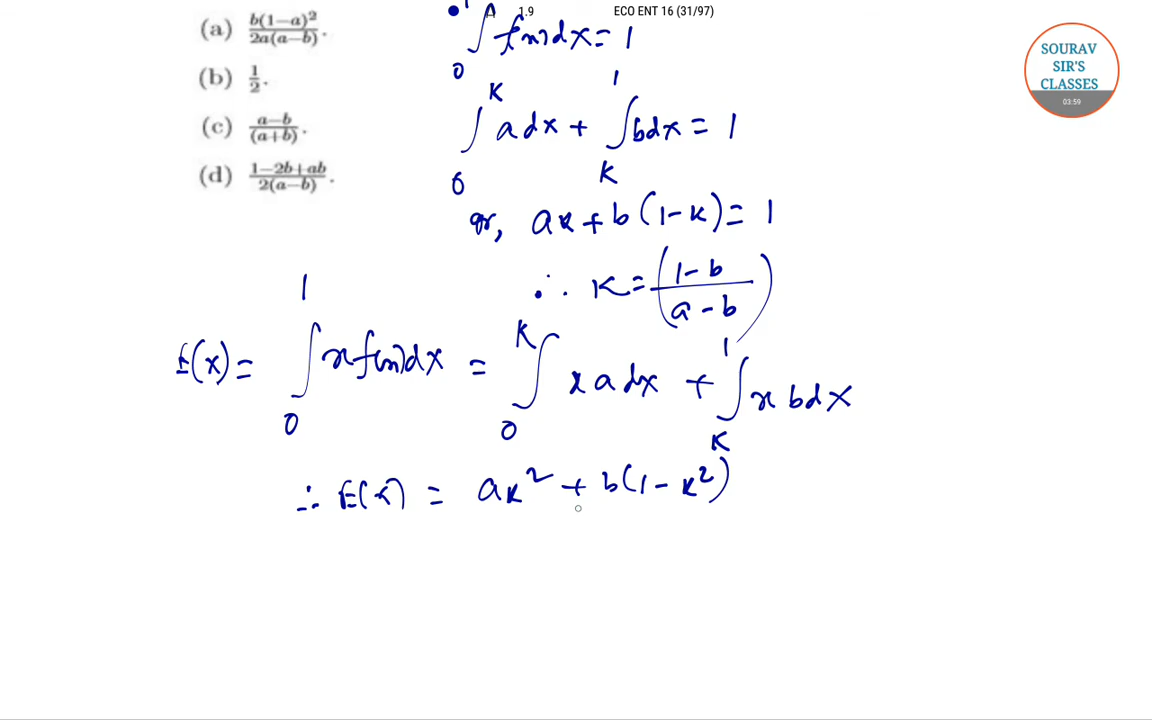 1.9 ECO ENT 16 (31/97)
SOURAV
SIR'S
CLASSES
03:59
(a) b(1−a)²/2a(a−b).
(b) 1/2.
(c) a−b/(a+b).
(d) 1−2b+ab/2(a−b).
∫₀¹ f(x)dx = 1
∫₀ᴷ a dx + ∫ₖ¹ b dx = 1
or, ak + b(1−k) = 1
∴ K = (1−b/a−b)
E(x) = ∫₀¹ x f(x)dx = ∫₀ᴷ x a dx + ∫ₖ¹ x b dx
∴ E(x) = ak² + b(1−k²)